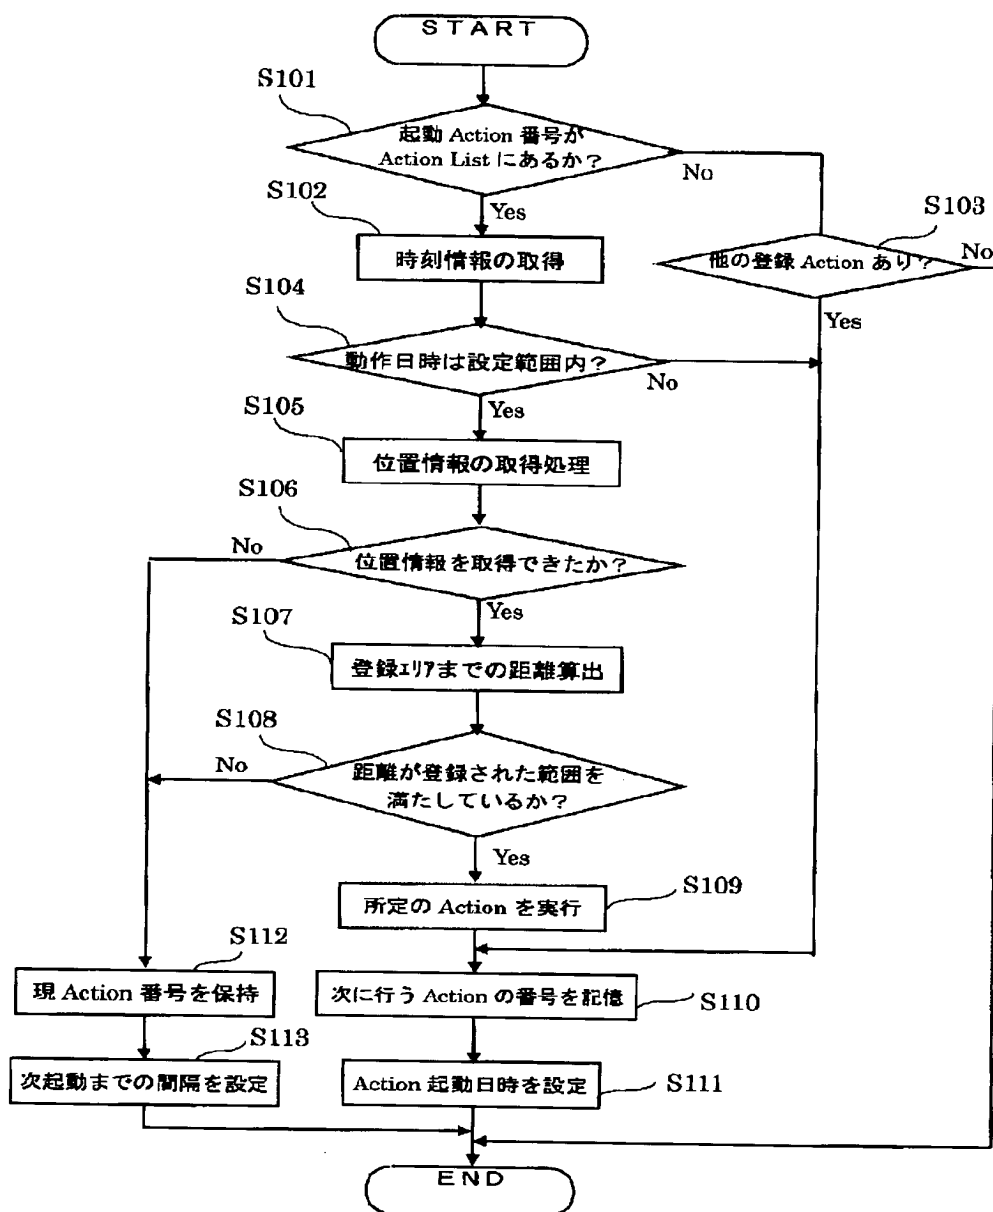 START
S101
起動 Action 番号が
Action List にあるか?
No
Yes
S102
時刻情報の取得
S103
他の登録 Action あり?
No
Yes
S104
動作日時は設定範囲内?
No
Yes
S105
位置情報の取得処理
S106
位置情報を取得できたか?
No
Yes
S107
登録エリアまでの距離算出
S108
距離が登録された範囲を
満たしているか?
No
Yes
S109
所定の Action を実行
S112
現 Action 番号を保持
次に行う Action の番号を記憶
S110
S113
次起動までの間隔を設定
Action 起動日時を設定
S111
END